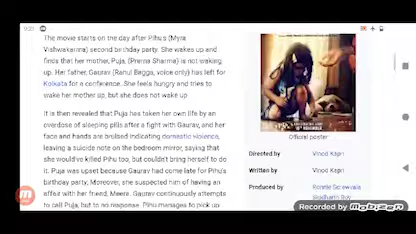 5:23
The movie starts on the day after Pihu's (Myra
Vishwakarma) second birthday party. She wakes up and
finds that her mother, Puja, (Prerna Sharma) is not waking
up. Her father, Gaurav (Rahul Bagga, voice only) has left for
Kolkata for a conference. She feels hungry and tries to
wake her mother up, but she does not wake up.
It is then revealed that Puja has taken her own life by an
overdose of sleeping pills after a fight with Gaurav, and her
face and hands are bruised indicating domestic violence,
leaving a suicide note on the bedroom mirror, saying that
she would've killed Pihu too, but couldn't bring herself to do
it. Puja was upset because Gaurav had come late for Pihu's
birthday party; Moreover, she suspected him of having an
affair with her friend, Meera. Gaurav continuously attempts
to call Puja, but to no response. Pihu manages to pick up
16TH NOVEMBER
Official poster
Directed by Vinod Kapri
Written by Vinod Kapri
Produced by Ronnie Screwvala
Siddharth Roy
Recorded by
MOBIZEN